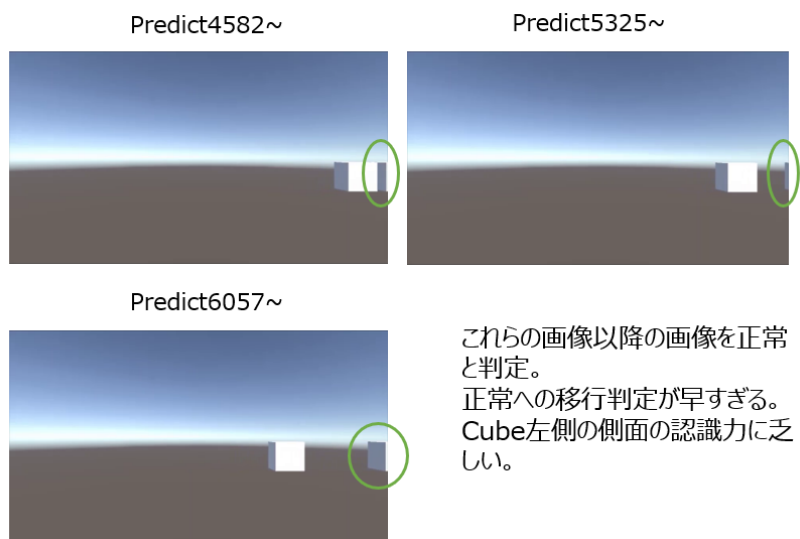 Predict4582~
Predict5325~
Predict6057~
これらの画像以降の画像を正常
と判定。
正常への移行判定が早すぎる。
Cube左側の側面の認識力に乏
しい。